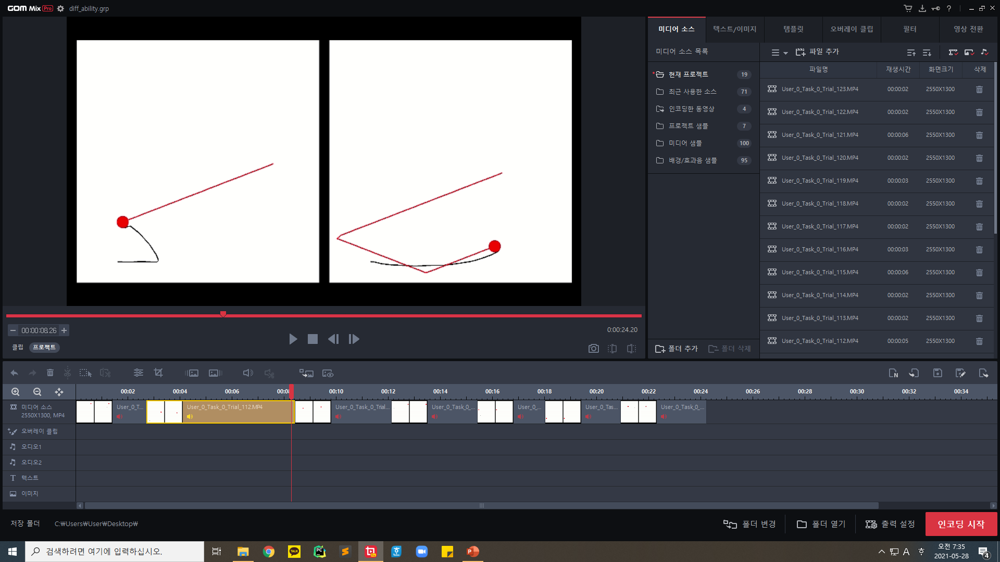 GOM Mix Pro diff_ability.grp
미디어 소스 텍스트/이미지 템플릿 오버레이 클립 필터 영상 전환
미디어 소스 목록 파일 추가
파일명 재생시간 화면크기 삭제
현재 프로젝트 19
최근 사용한 소스 71
인코딩한 동영상 4
프로젝트 샘플 7
미디어 샘플 100
배경/효과음 샘플 95
User_0_Task_0_Trial_123.MP4 00:00:02 2550X1300
User_0_Task_0_Trial_122.MP4 00:00:02 2550X1300
User_0_Task_0_Trial_121.MP4 00:00:06 2550X1300
User_0_Task_0_Trial_120.MP4 00:00:02 2550X1300
User_0_Task_0_Trial_119.MP4 00:00:03 2550X1300
User_0_Task_0_Trial_118.MP4 00:00:02 2550X1300
User_0_Task_0_Trial_117.MP4 00:00:02 2550X1300
User_0_Task_0_Trial_116.MP4 00:00:03 2550X1300
User_0_Task_0_Trial_115.MP4 00:00:06 2550X1300
User_0_Task_0_Trial_114.MP4 00:00:02 2550X1300
User_0_Task_0_Trial_113.MP4 00:00:02 2550X1300
User_0_Task_0_Trial_112.MP4 00:00:05 2550X1300
폴더 추가 폴더 삭제
00:00:08.26 0:00:24.20
클립 프로젝트
00:02 00:04 00:06 00:08 00:10 00:12 00:14 00:16 00:18 00:20 00:22 00:24 00:26 00:28 00:30 00:32 00:34
미디어 소스
2550X1300, MP4
User_0_T... User_0_Task_0_Trial_112.MP4 User_0_Task_0_Trial... User_0_Task_0_... User_0_... User_0_Tas... User_0_Task_0_...
오버레이 클립
오디오1
오디오2
텍스트
이미지
저장 폴더 C:₩Users₩User₩Desktop₩
폴더 변경 폴더 열기 출력 설정 인코딩 시작
검색하려면 여기에 입력하십시오.
TALK
PC
Pro
P
A
오전 7:35
2021-05-28
4